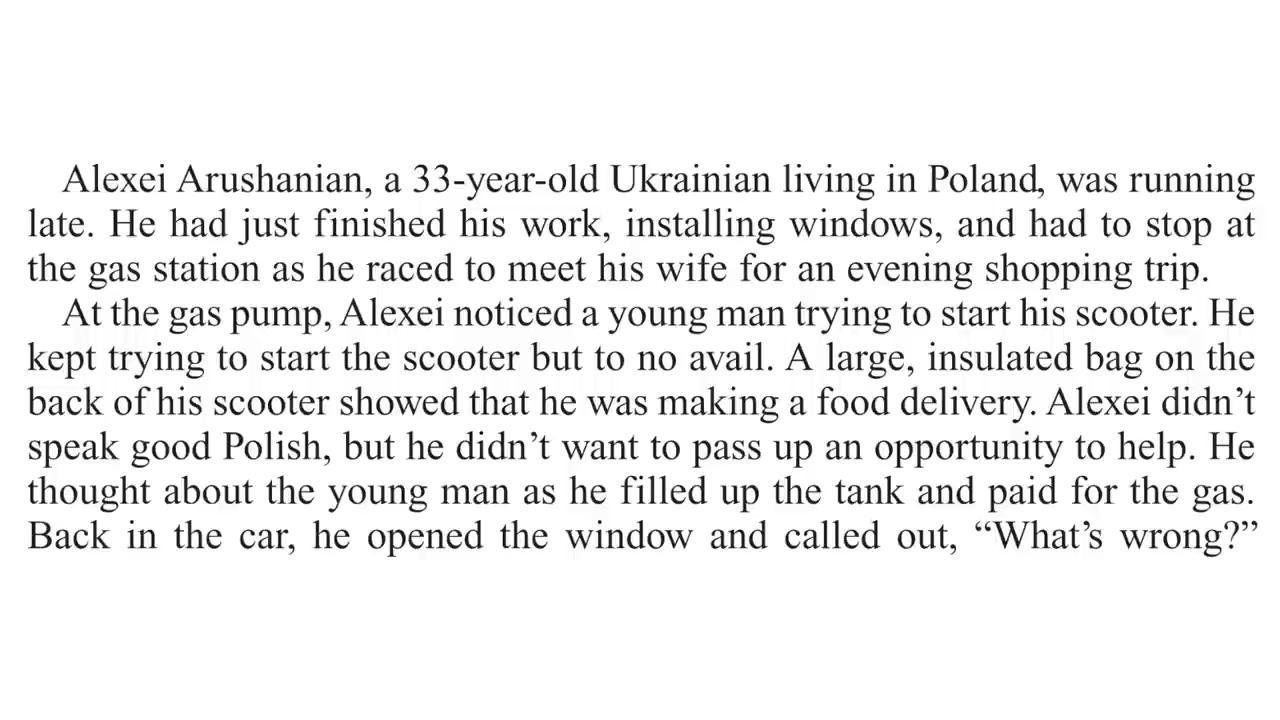 Alexei Arushanian, a 33-year-old Ukrainian living in Poland, was running
late. He had just finished his work, installing windows, and had to stop at
the gas station as he raced to meet his wife for an evening shopping trip.
At the gas pump, Alexei noticed a young man trying to start his scooter. He
kept trying to start the scooter but to no avail. A large, insulated bag on the
back of his scooter showed that he was making a food delivery. Alexei didn’t
speak good Polish, but he didn’t want to pass up an opportunity to help. He
thought about the young man as he filled up the tank and paid for the gas.
Back in the car, he opened the window and called out, “What’s wrong?”